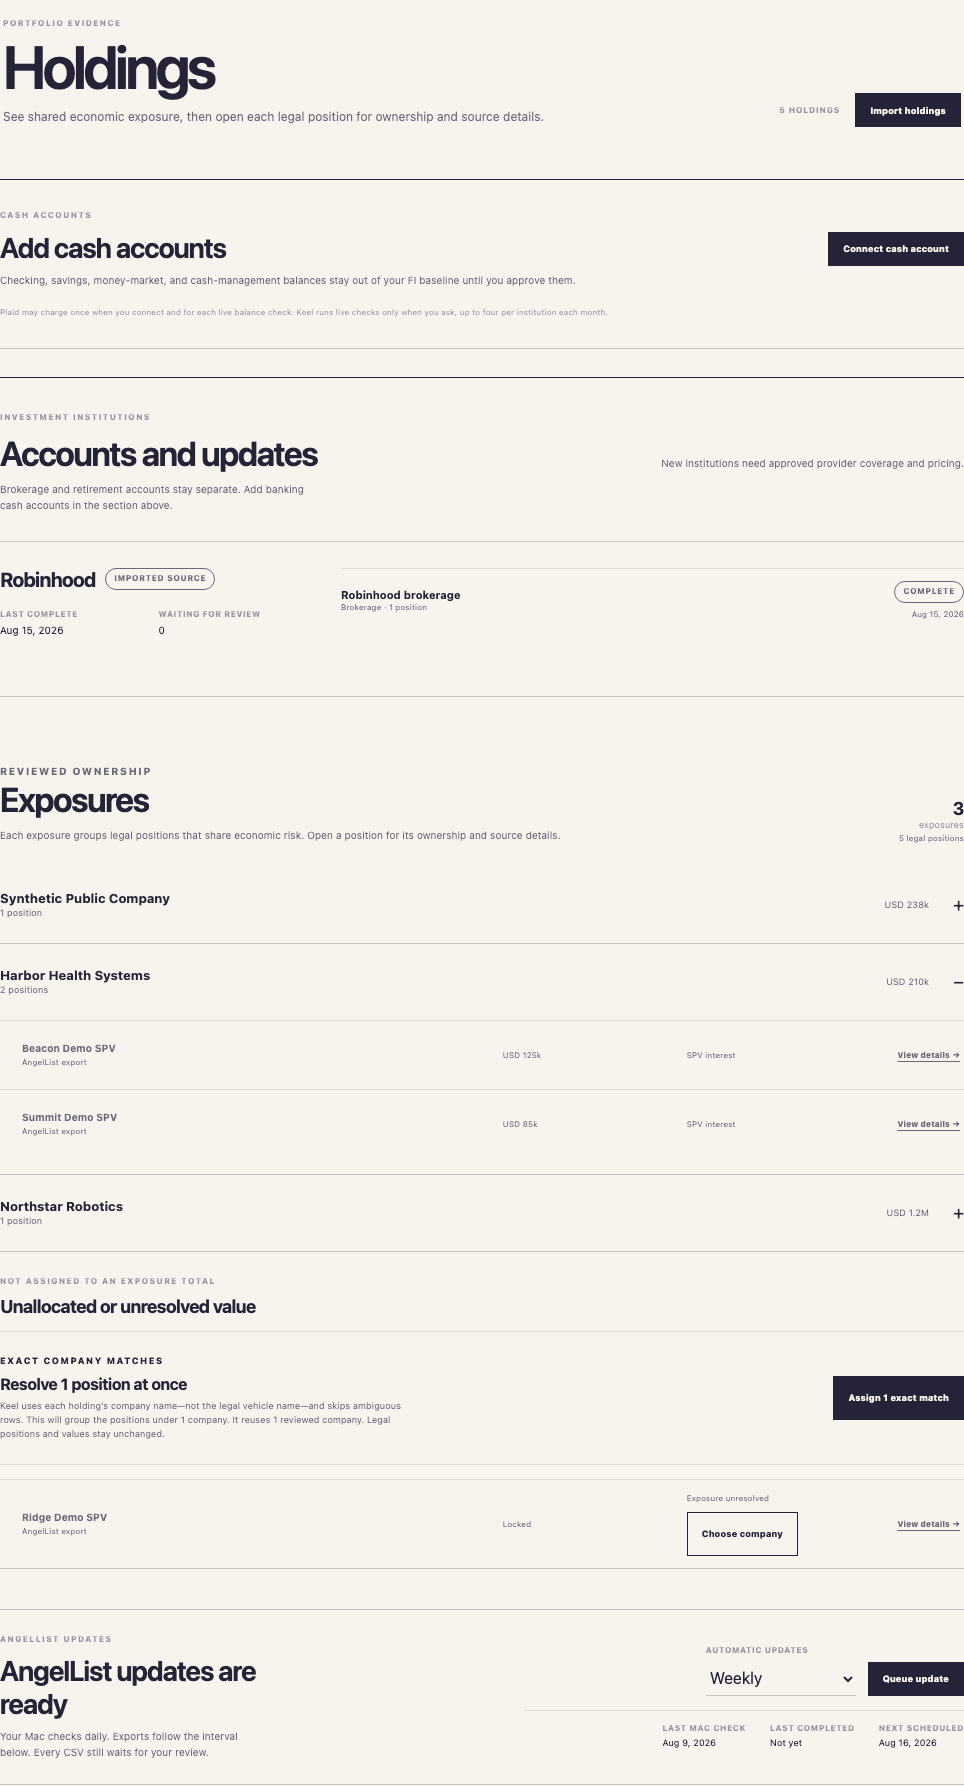 PORTFOLIO EVIDENCE
Holdings
See shared economic exposure, then open each legal position for ownership and source details.
5 HOLDINGS
Import holdings
CASH ACCOUNTS
Add cash accounts
Connect cash account
Checking, savings, money-market, and cash-management balances stay out of your FI baseline until you approve them.
Plaid may charge once when you connect and for each live balance check. Keel runs live checks only when you ask, up to four per institution each month.
INVESTMENT INSTITUTIONS
Accounts and updates
New institutions need approved provider coverage and pricing.
Brokerage and retirement accounts stay separate. Add banking
cash accounts in the section above.
Robinhood
IMPORTED SOURCE
LAST COMPLETE
Aug 15, 2026
WAITING FOR REVIEW
0
Robinhood brokerage
Brokerage · 1 position
COMPLETE
Aug 15, 2026
REVIEWED OWNERSHIP
Exposures
Each exposure groups legal positions that share economic risk. Open a position for its ownership and source details.
3
exposures
5 legal positions
Synthetic Public Company
1 position
USD 238k
+
Harbor Health Systems
2 positions
USD 210k
−
Beacon Demo SPV
AngelList export
USD 125k
SPV interest
View details →
Summit Demo SPV
AngelList export
USD 85k
SPV interest
View details →
Northstar Robotics
1 position
USD 1.2M
+
NOT ASSIGNED TO AN EXPOSURE TOTAL
Unallocated or unresolved value
EXACT COMPANY MATCHES
Resolve 1 position at once
Keel uses each holding's company name—not the legal vehicle name—and skips ambiguous
rows. This will group the positions under 1 company. It reuses 1 reviewed company. Legal
positions and values stay unchanged.
Assign 1 exact match
Ridge Demo SPV
AngelList export
Locked
Exposure unresolved
Choose company
View details →
ANGELLIST UPDATES
AngelList updates are
ready
Your Mac checks daily. Exports follow the interval
below. Every CSV still waits for your review.
AUTOMATIC UPDATES
Weekly
Queue update
LAST MAC CHECK
Aug 9, 2026
LAST COMPLETED
Not yet
NEXT SCHEDULED
Aug 16, 2026